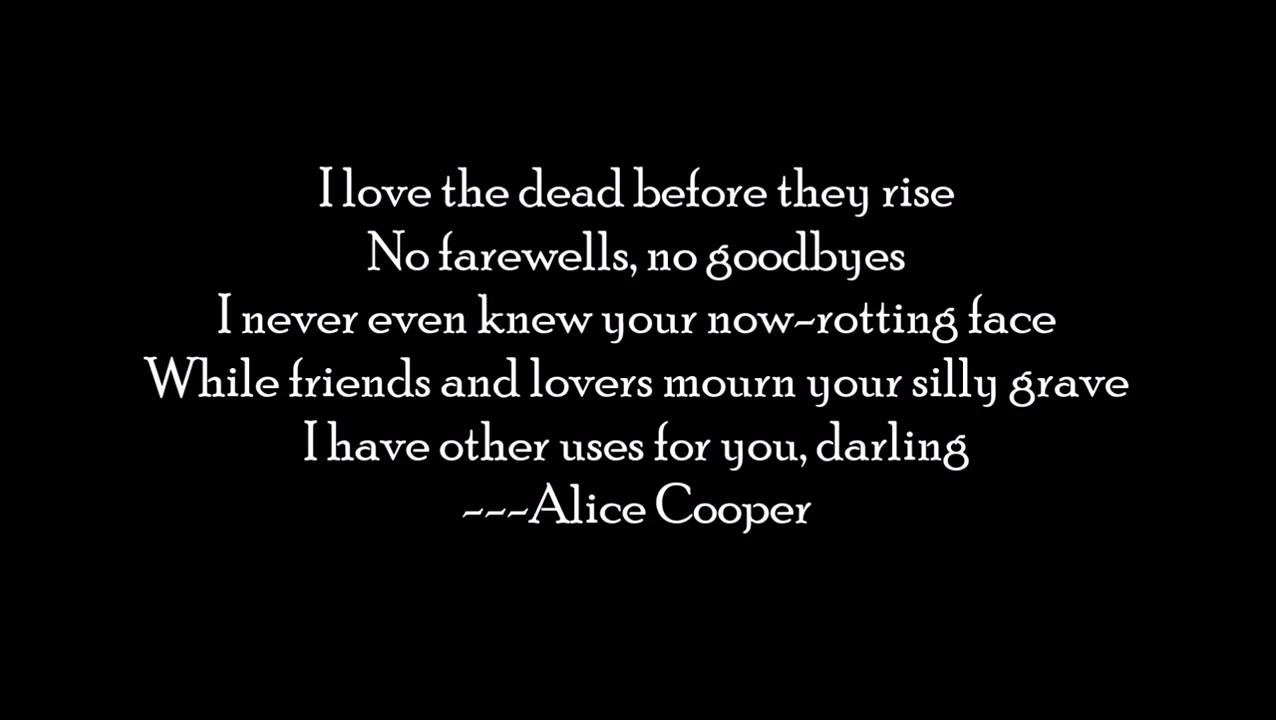 I love the dead before they rise
No farewells, no goodbyes
I never even knew your now-rotting face
While friends and lovers mourn your silly grave
I have other uses for you, darling
---Alice Cooper